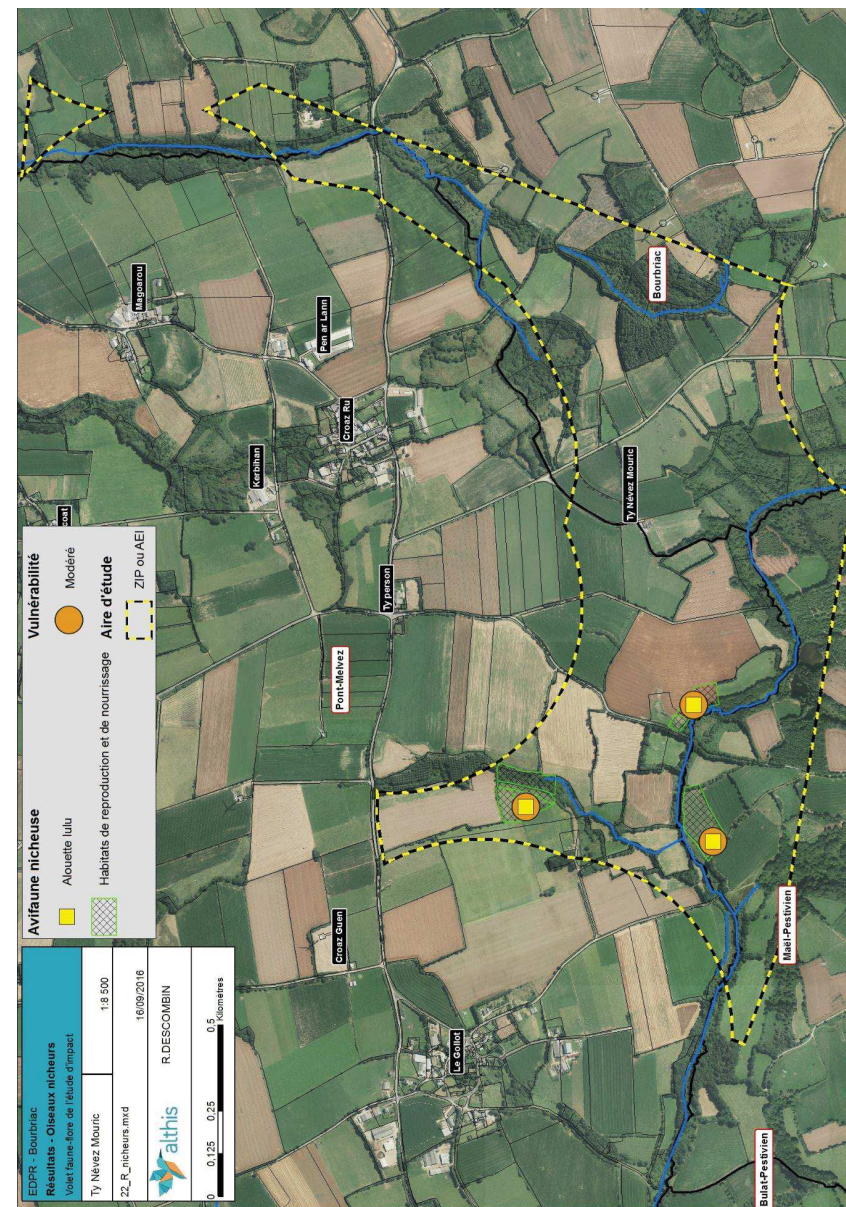 EDPR - Bourbriac
Résultats - Oiseaux nicheurs
Volet faune-flore de l'étude d'impact
Ty Névez Mouric
1:8 500
22_R_nicheurs.mxd
16/09/2016
althis
R.DESCOMBIN
0 0,125 0,25 0,5
Kilomètres
Avifaune nicheuse
Alouette lulu
Habitats de reproduction et de nourrissage
Vulnérabilité
Modéré
Aire d'étude
ZIP ou AEI
coat
Magoarou
Kerbihan
Pen ar Lann
Croaz Ru
Pont-Melvez
Ty person
Croaz Guen
Le Gollot
Bourbriac
Ty Névez Mouric
Maël-Pestivien
Bulat-Pestivien